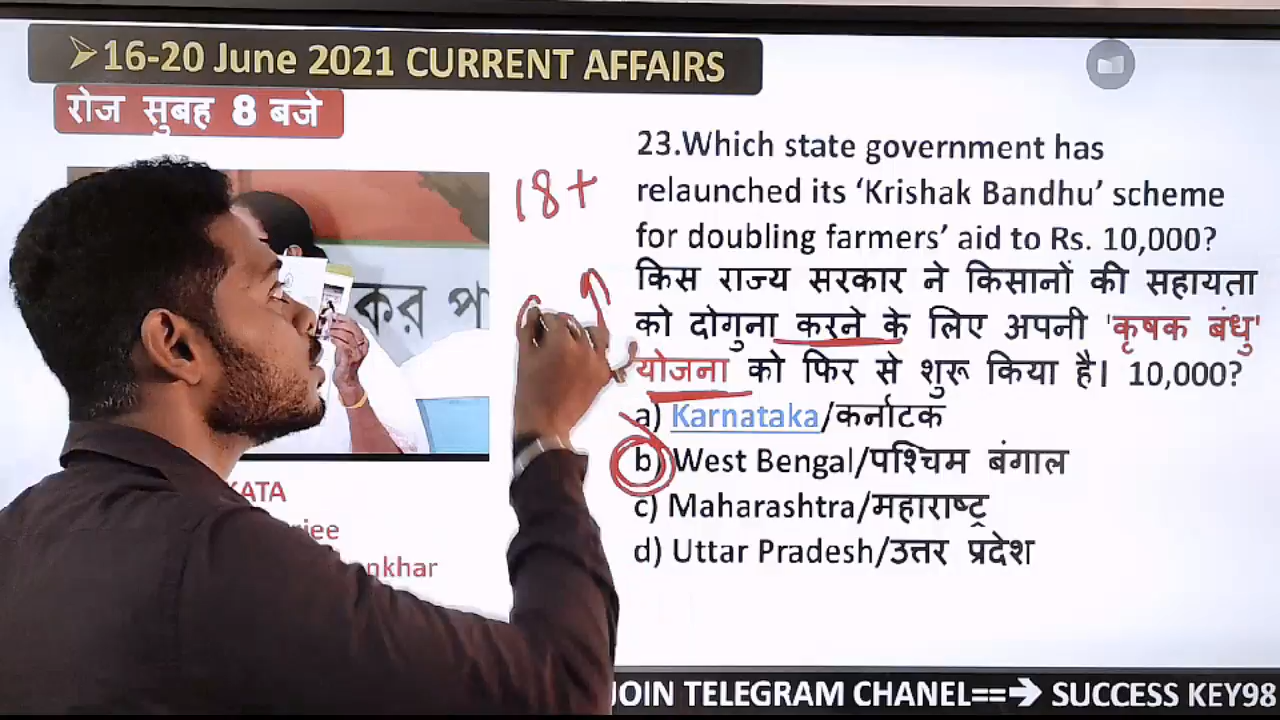 ➢16-20 June 2021 CURRENT AFFAIRS
रोज सुबह 8 बजे
18+
কর
23.Which state government has
relaunched its ‘Krishak Bandhu’ scheme
for doubling farmers’ aid to Rs. 10,000?
किस राज्य सरकार ने किसानों की सहायता
को दोगुना करने के लिए अपनी 'कृषक बंधु'
योजना को फिर से शुरू किया है। 10,000?
a) Karnataka/कर्नाटक
b) West Bengal/पश्चिम बंगाल
c) Maharashtra/महाराष्ट्र
d) Uttar Pradesh/उत्तर प्रदेश
KATA
jee
nkhar
JOIN TELEGRAM CHANEL==➔ SUCCESS KEY98